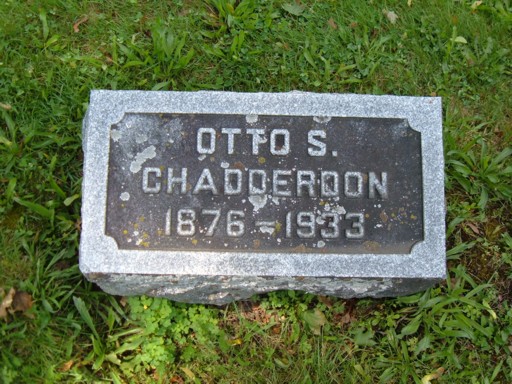 OTTO S.
CHADDERDON
1876 - 1933